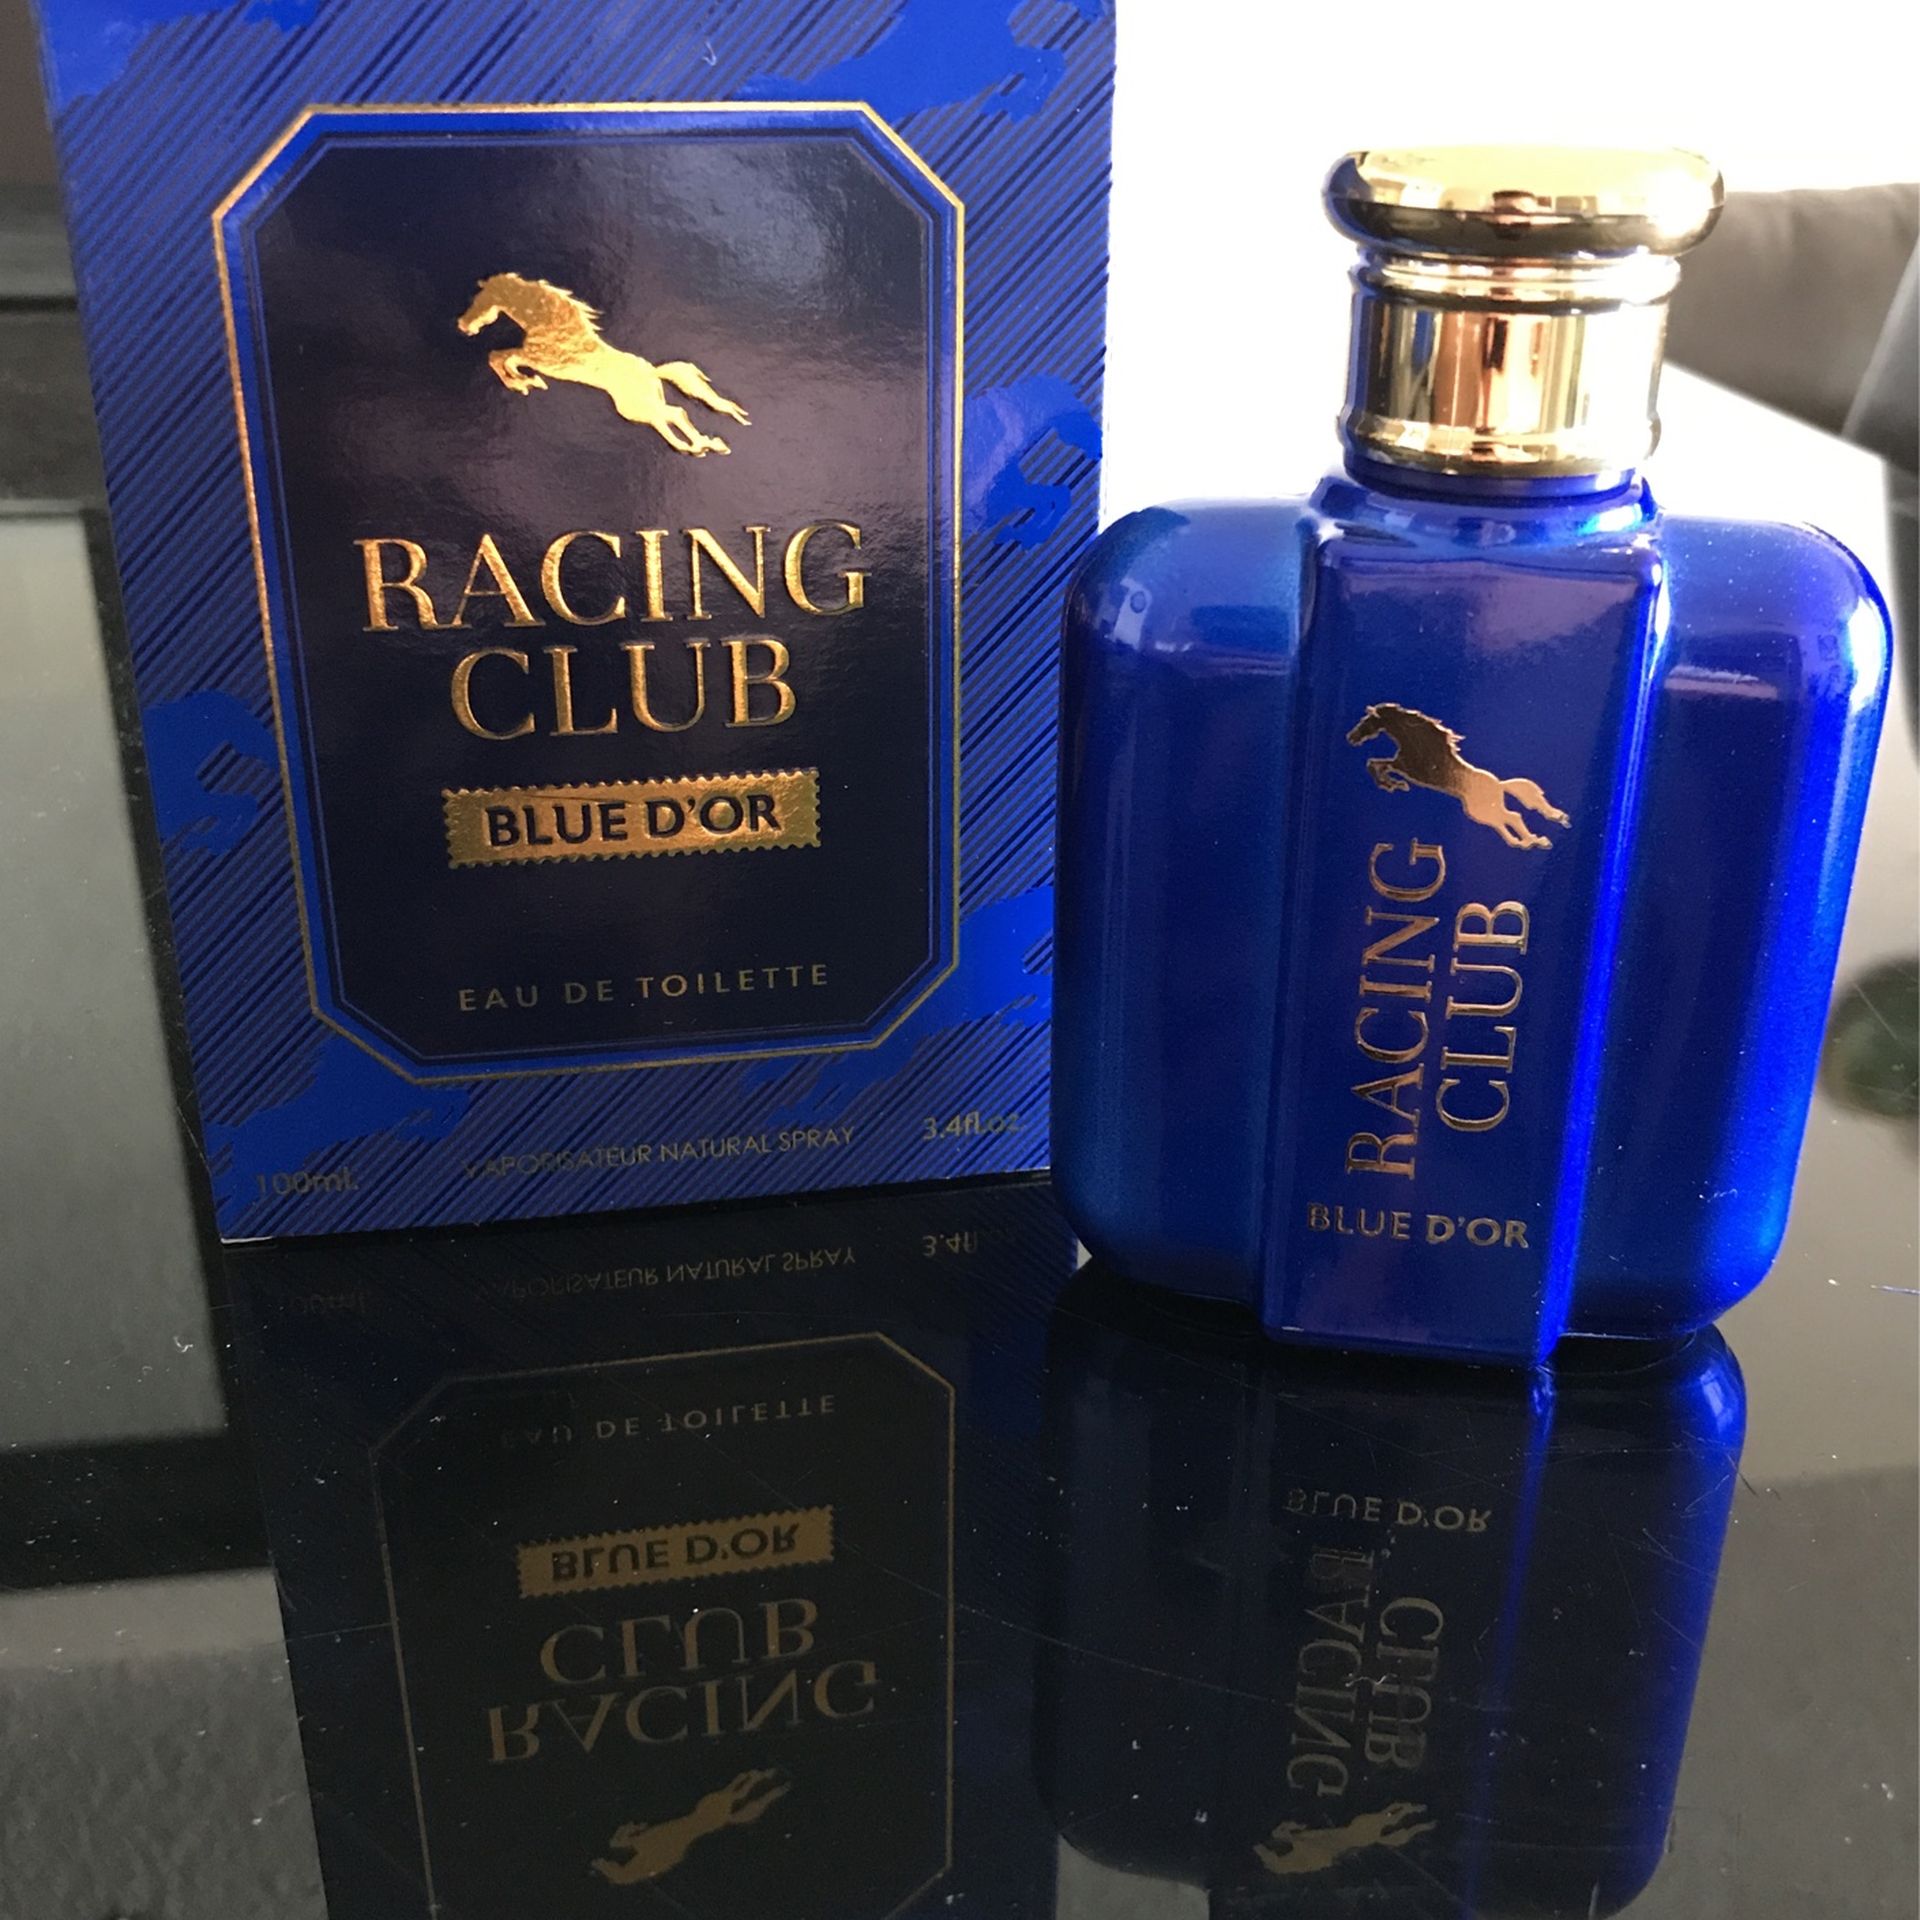 RACING
CLUB
BLUE D'OR
EAU DE TOILETTE
100ml. VAPORISATEUR NATURAL SPRAY 3.4fl.oz.
RACING
CLUB
BLUE D'OR